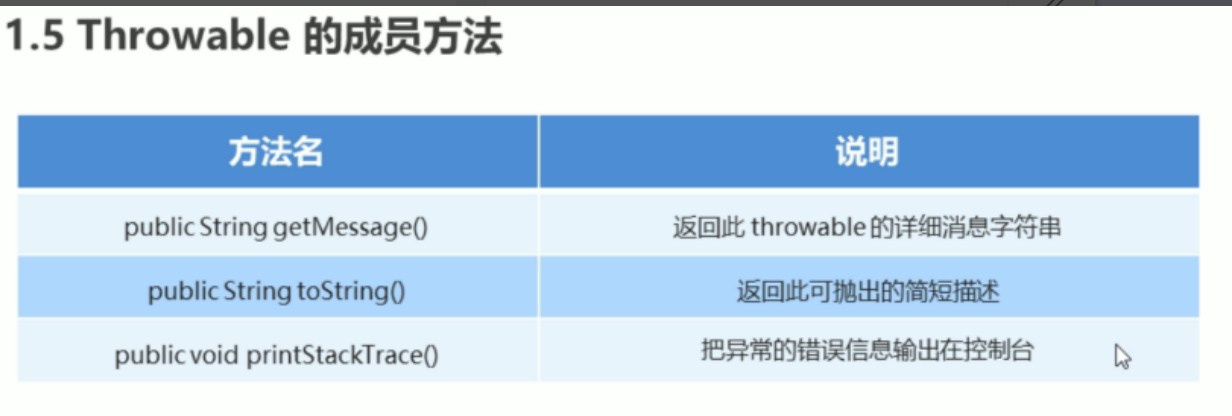 1.5 Throwable 的成员方法
方法名 说明
public String getMessage() 返回此 throwable 的详细消息字符串
public String toString() 返回此可抛出的简短描述
public void printStackTrace() 把异常的错误信息输出在控制台